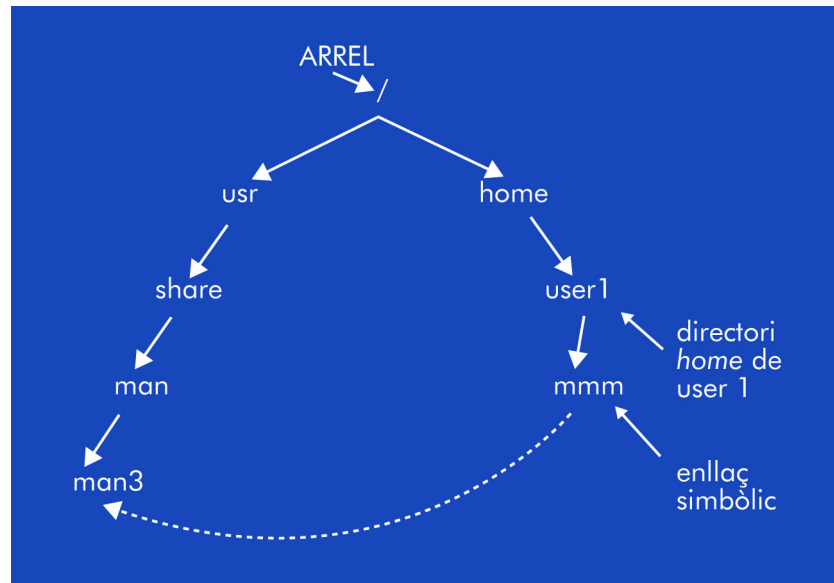 ARREL
/
usr
home
share
user1
directori
home de
user 1
man
mmm
man3
enllaç
simbòlic